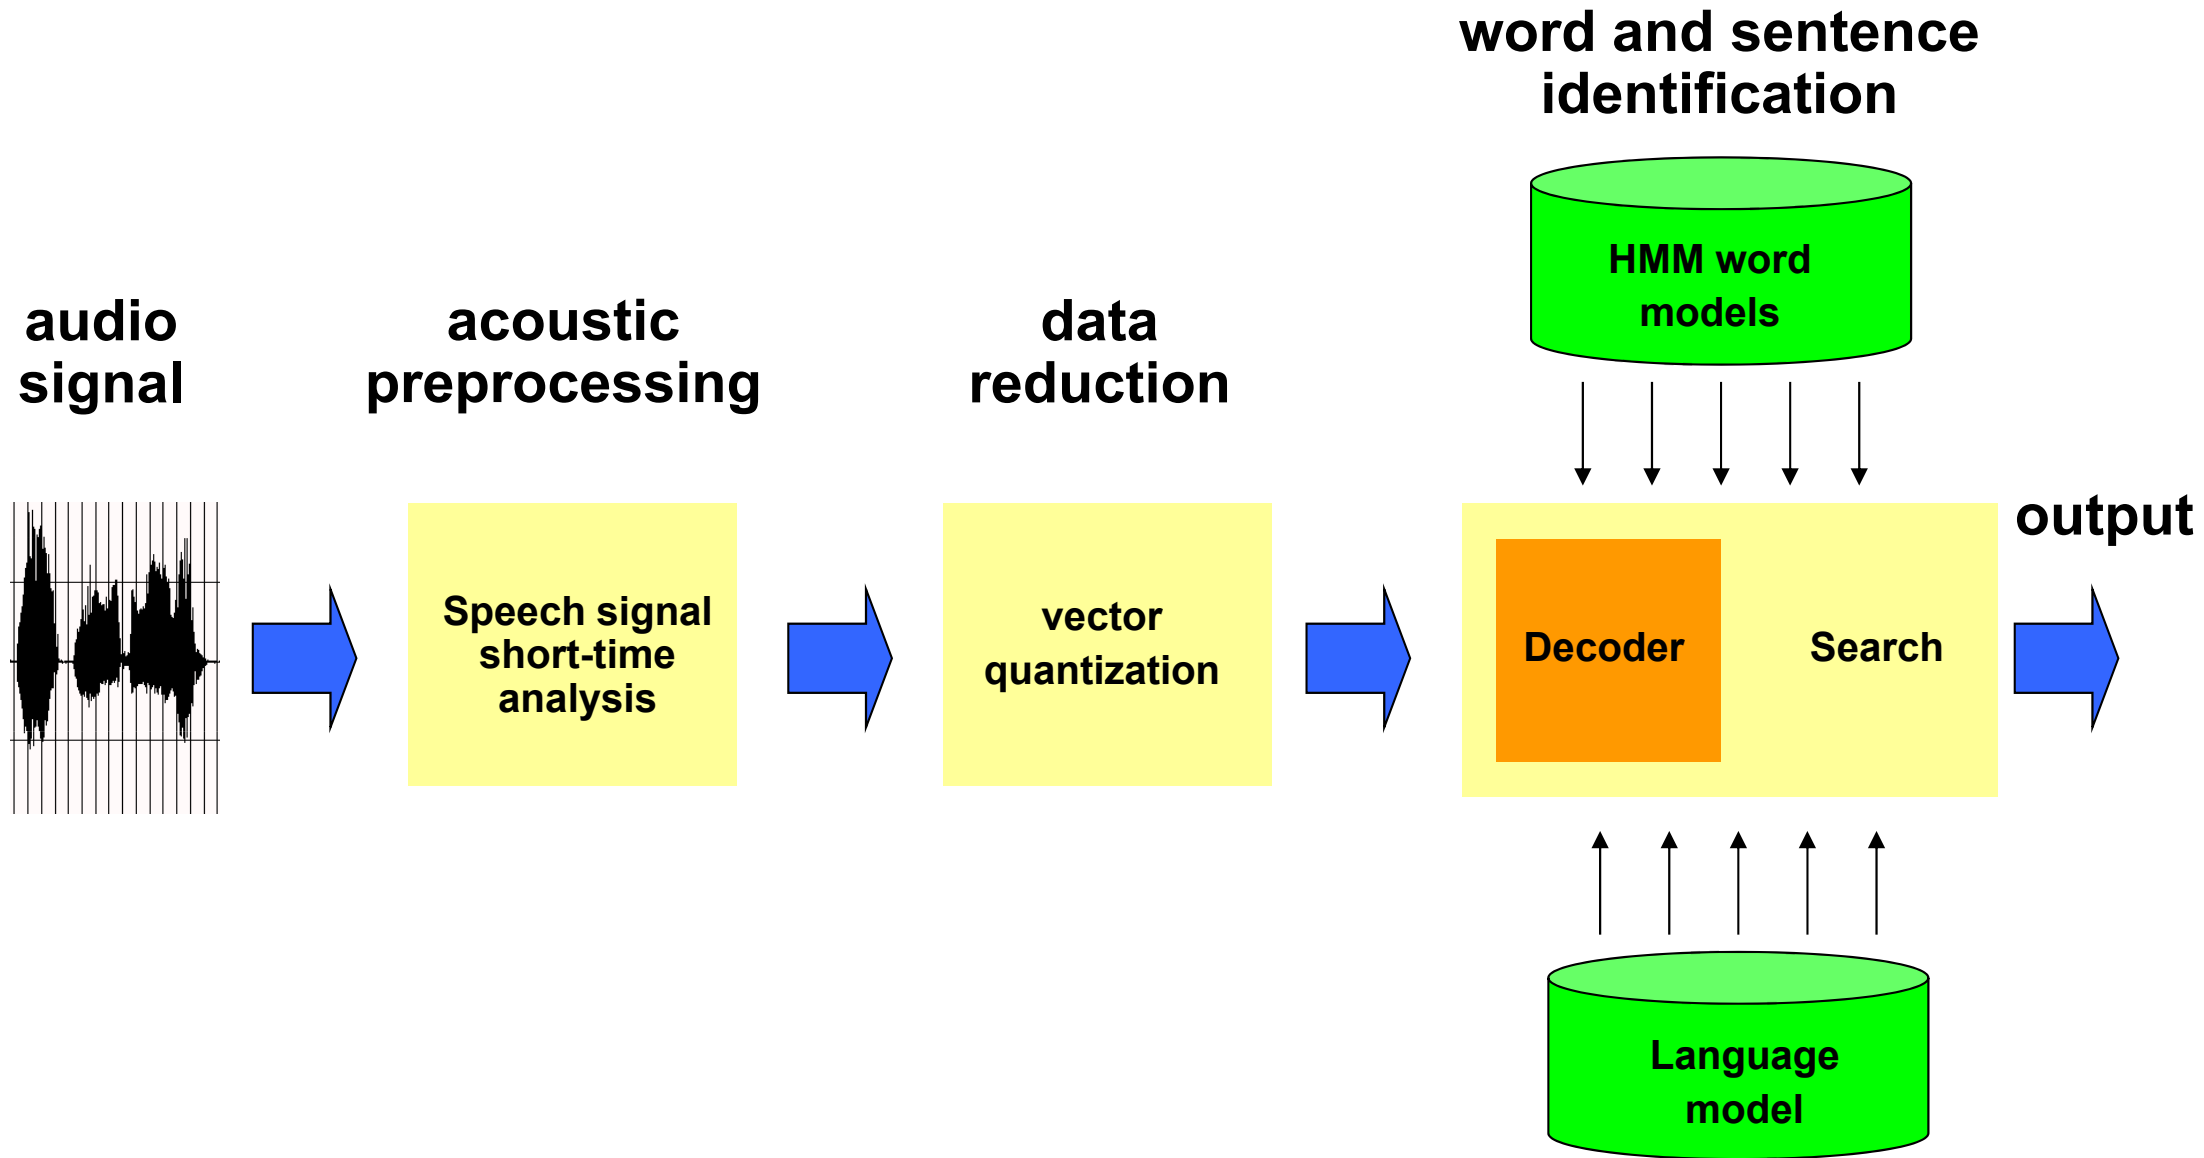 word and sentence
identification
HMM word
models
audio
signal
acoustic
preprocessing
data
reduction
output
Speech signal
short-time
analysis
vector
quantization
Decoder
Search
Language
model